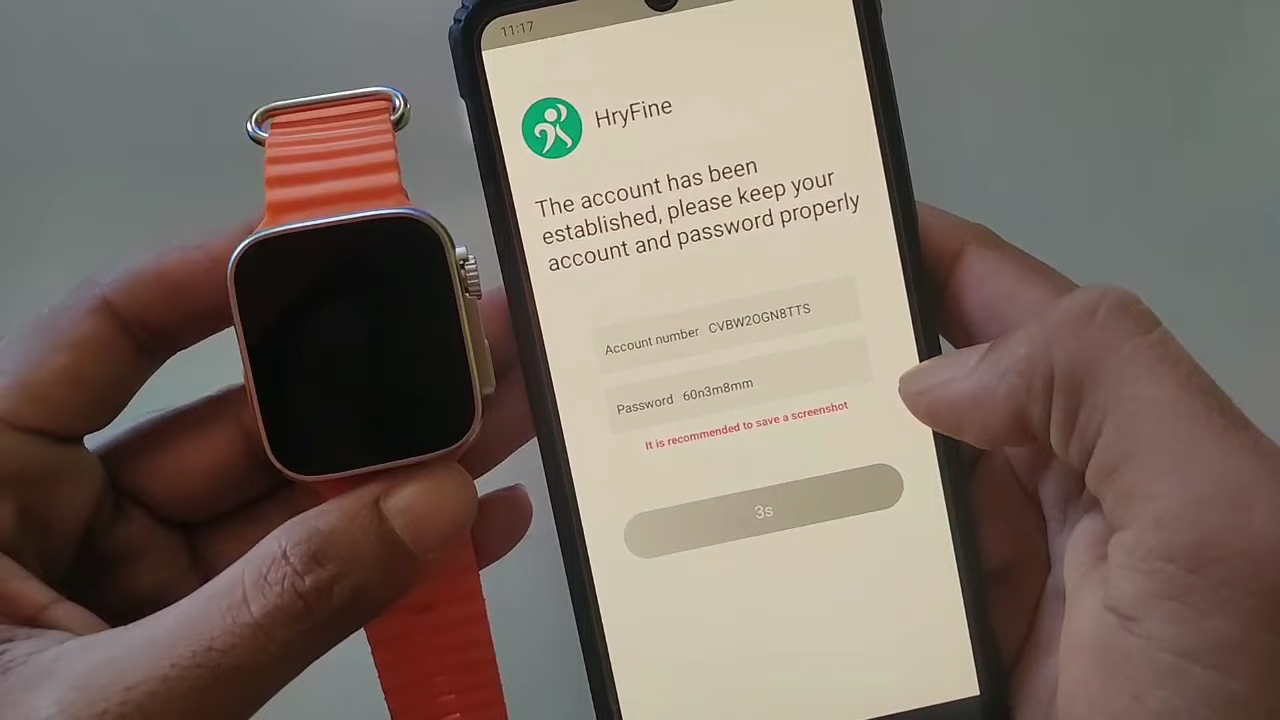 11:17
HryFine
The account has been
established, please keep your
account and password properly
Account number CVBW2OGN8TTS
Password 60n3m8mm
It is recommended to save a screenshot
3s